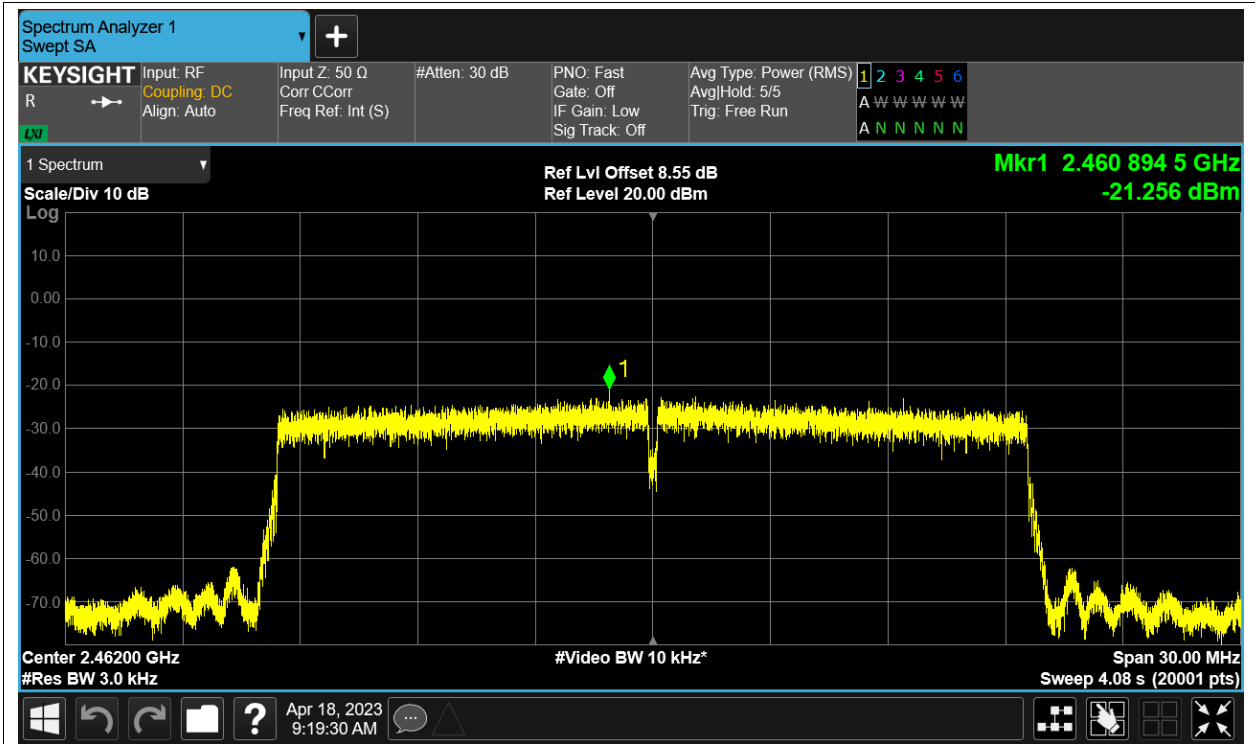 Spectrum Analyzer 1
Swept SA
KEYSIGHT
R
LXI
Input: RF
Coupling: DC
Align: Auto
Input Z: 50 Ω
Corr CCorr
Freq Ref: Int (S)
#Atten: 30 dB
PNO: Fast
Gate: Off
IF Gain: Low
Sig Track: Off
Avg Type: Power (RMS)
Avg|Hold: 5/5
Trig: Free Run
1 2 3 4 5 6
A W W W W W
A N N N N N
1 Spectrum
Scale/Div 10 dB
Log
Ref Lvl Offset 8.55 dB
Ref Level 20.00 dBm
Mkr1 2.460 894 5 GHz
-21.256 dBm
10.0
0.00
-10.0
-20.0
-30.0
-40.0
-50.0
-60.0
-70.0
1
Center 2.46200 GHz
#Res BW 3.0 kHz
#Video BW 10 kHz*
Span 30.00 MHz
Sweep 4.08 s (20001 pts)
?
Apr 18, 2023
9:19:30 AM